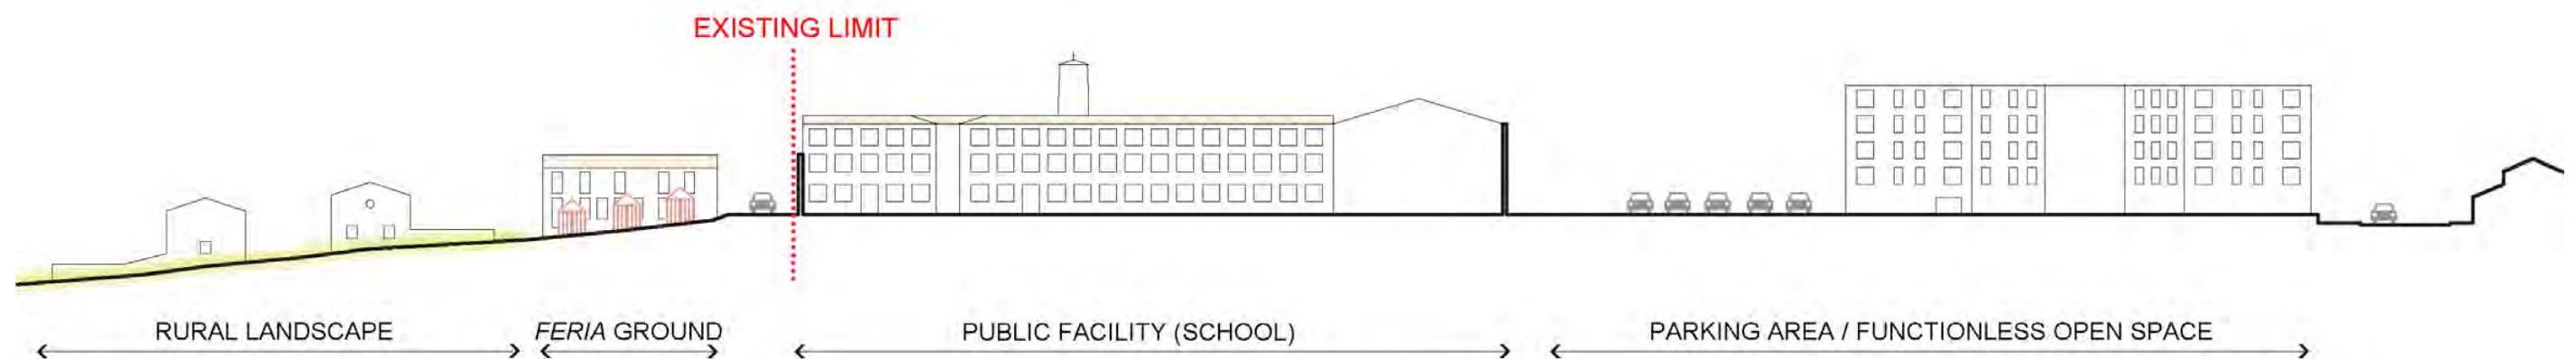 EXISTING LIMIT
RURAL LANDSCAPE
FERIA GROUND
PUBLIC FACILITY (SCHOOL)
PARKING AREA / FUNCTIONLESS OPEN SPACE